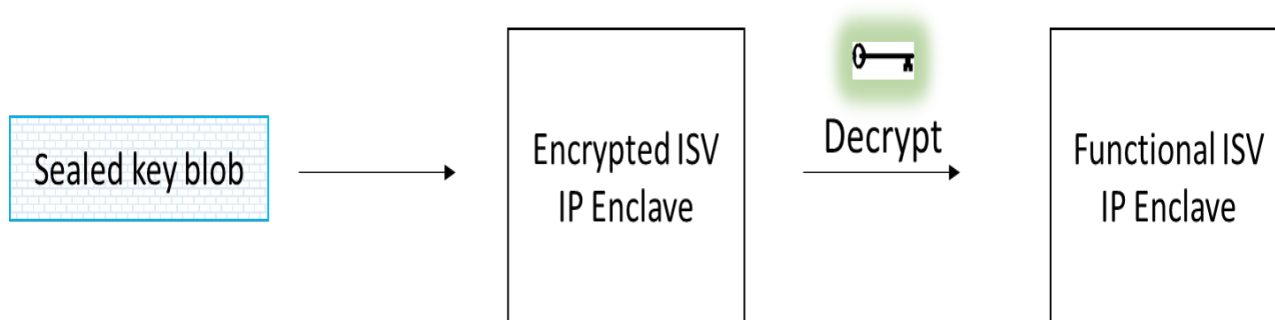 Sealed key blob
Encrypted ISV
IP Enclave
Decrypt
Functional ISV
IP Enclave